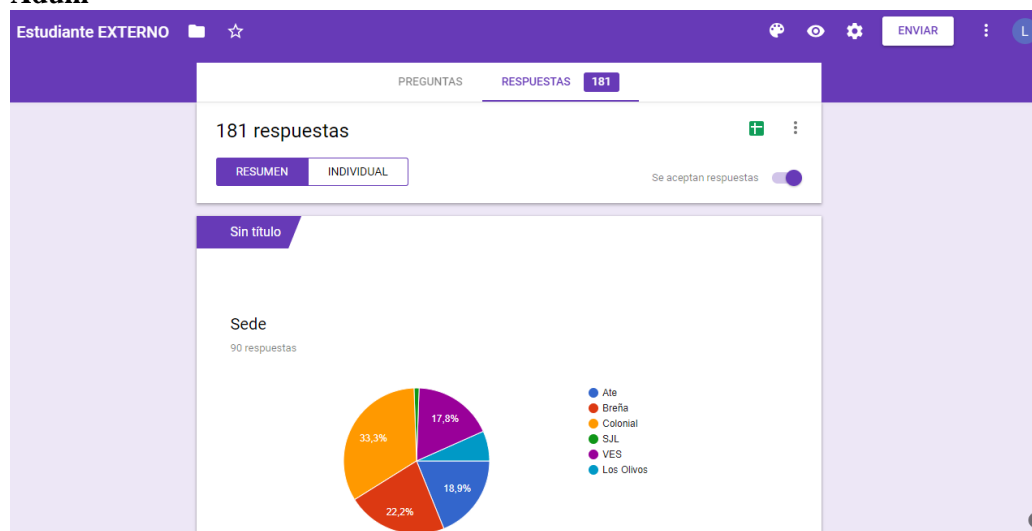 Estudiante EXTERNO
ENVIAR
L
PREGUNTAS
RESPUESTAS 181
181 respuestas
RESUMEN
INDIVIDUAL
Se aceptan respuestas
Sin título
Sede
90 respuestas
33,3%
17,8%
18,9%
22,2%
Ate
Breña
Colonial
SJL
VES
Los Olivos